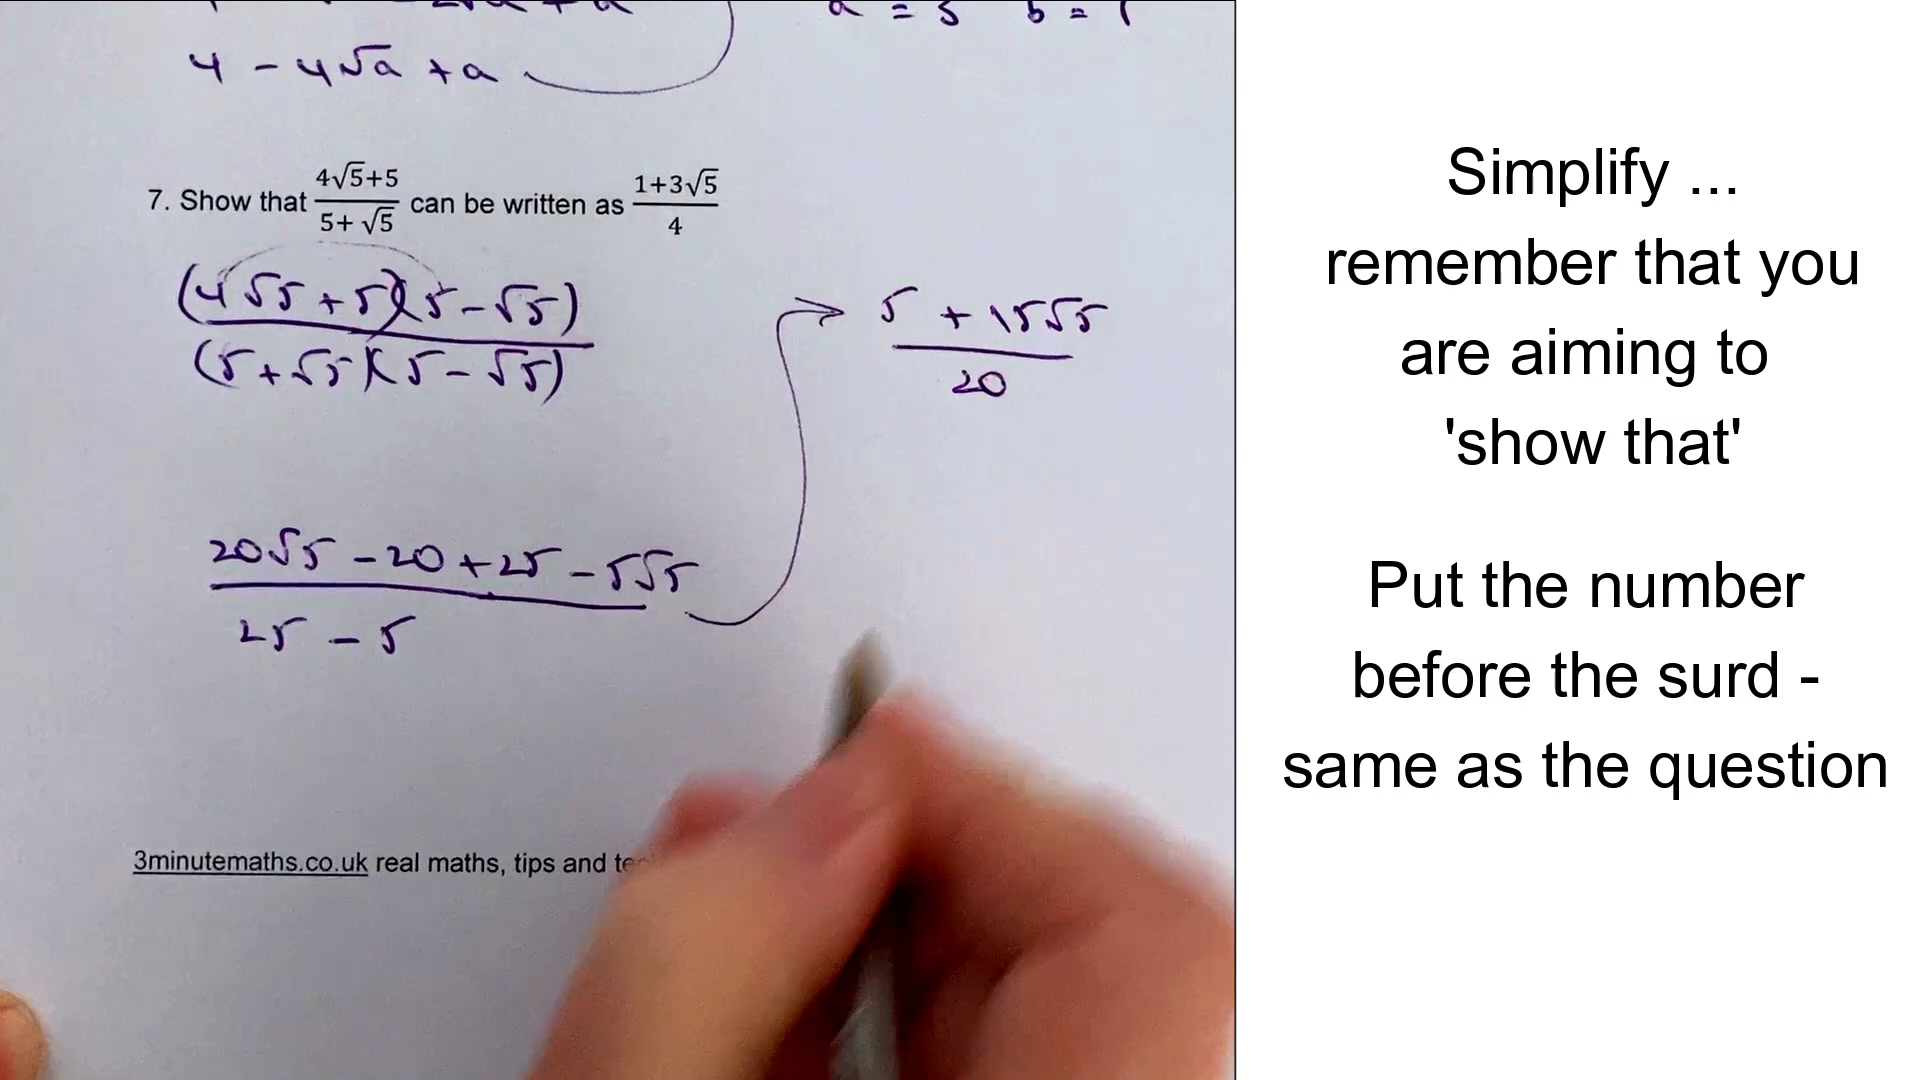 a = 5 b = 1
4 - 4√a + a
7. Show that (4√5+5)/(5+ √5) can be written as (1+3√5)/4
(4√5 + 5)(5 - √5)
(5 + √5)(5 - √5)
5 + 15√5
20
20√5 - 20 + 25 - 5√5
25 - 5
3minutemaths.co.uk real maths, tips and
Simplify ...
remember that you
are aiming to
'show that'
Put the number
before the surd -
same as the question